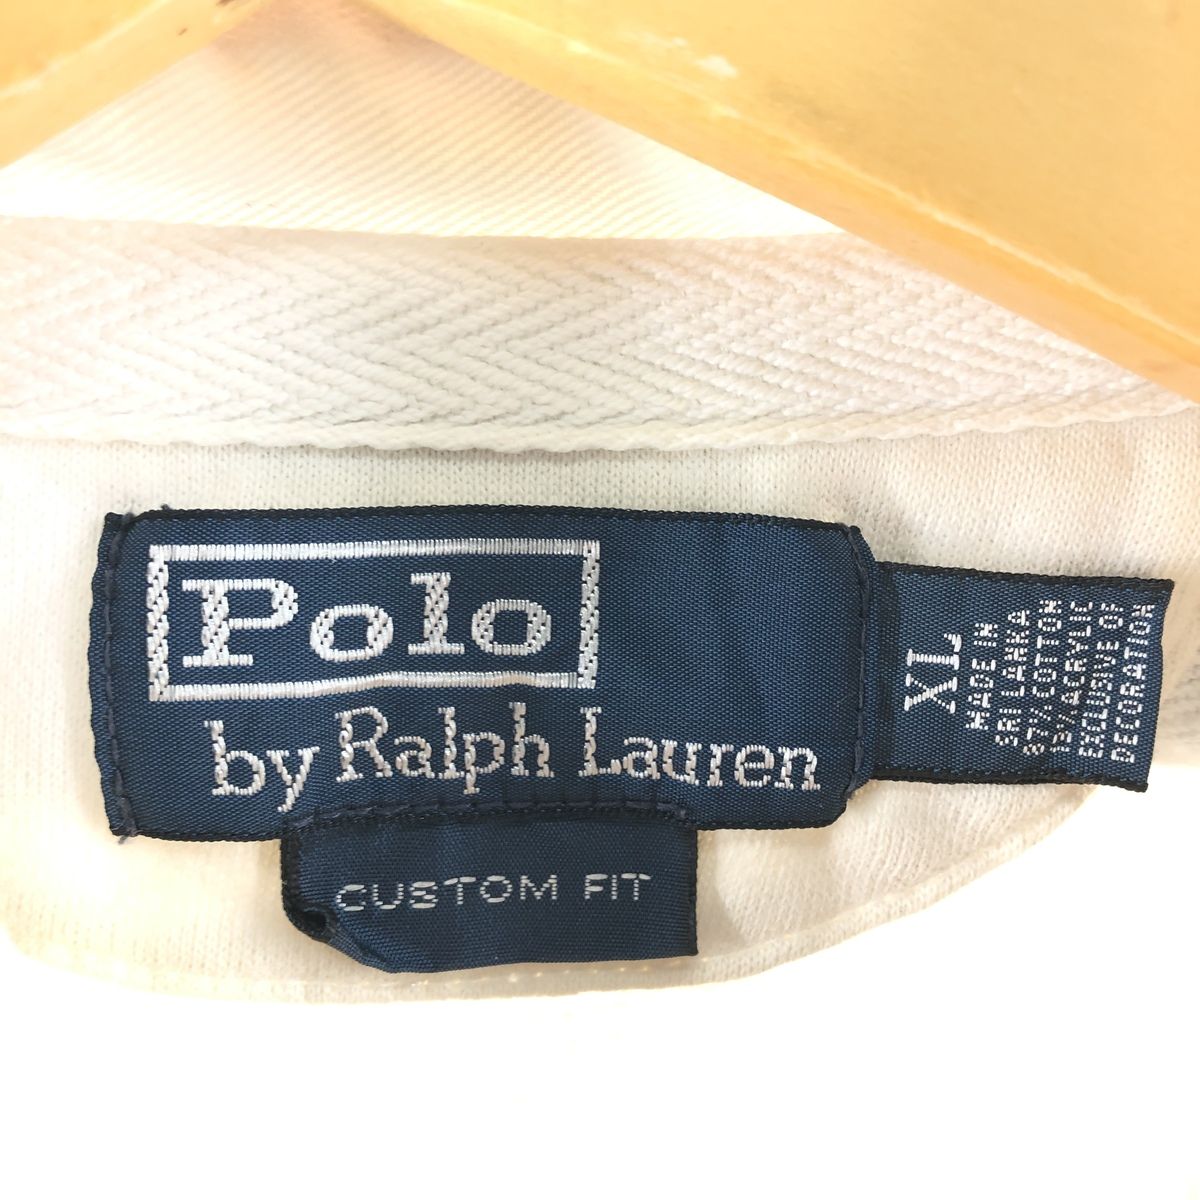 Polo
by Ralph Lauren
CUSTOM FIT
XL
MADE IN
SRI LANKA
87% COTTON
13% ACRYLIC
EXCLUSIVE OF
DECORATION